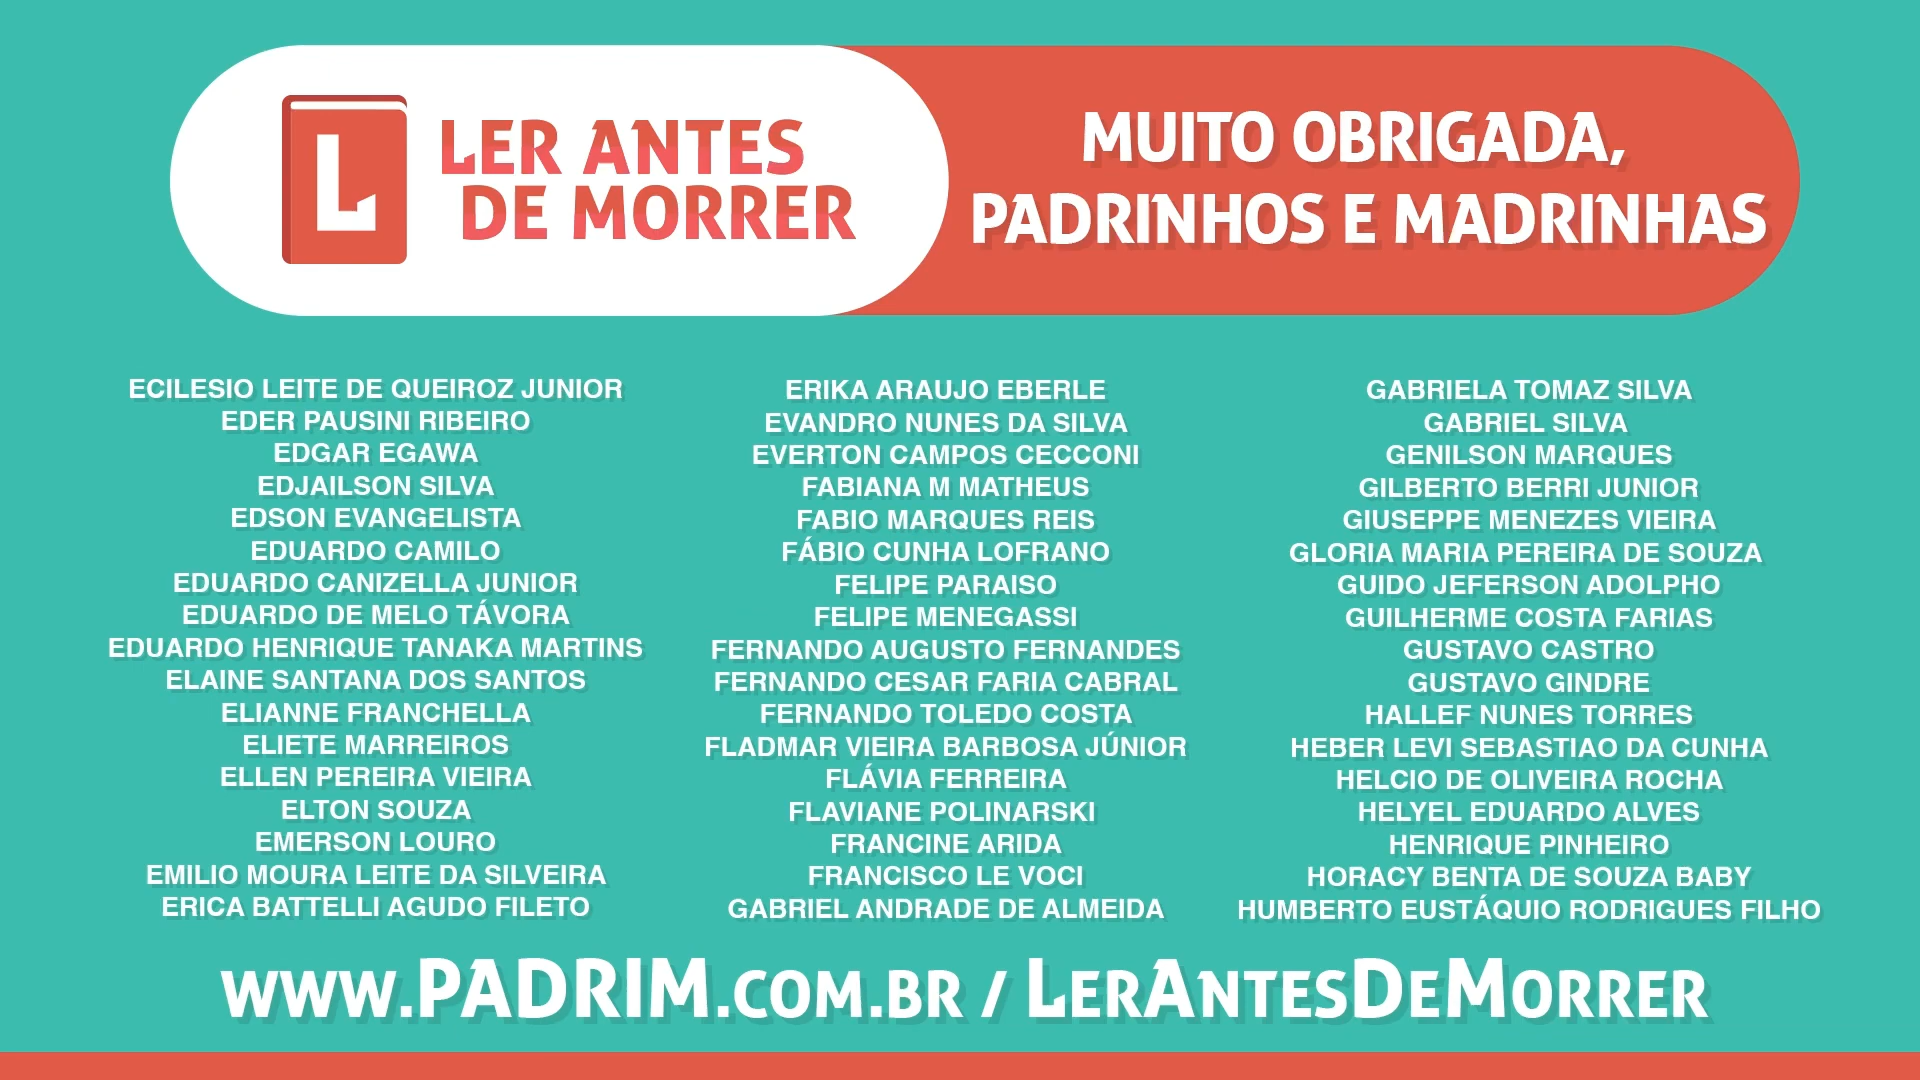 L
LER ANTES
DE MORRER
MUITO OBRIGADA,
PADRINHOS E MADRINHAS
ECILESIO LEITE DE QUEIROZ JUNIOR
EDER PAUSINI RIBEIRO
EDGAR EGAWA
EDJAILSON SILVA
EDSON EVANGELISTA
EDUARDO CAMILO
EDUARDO CANIZELLA JUNIOR
EDUARDO DE MELO TÁVORA
EDUARDO HENRIQUE TANAKA MARTINS
ELAINE SANTANA DOS SANTOS
ELIANNE FRANCHELLA
ELIETE MARREIROS
ELLEN PEREIRA VIEIRA
ELTON SOUZA
EMERSON LOURO
EMILIO MOURA LEITE DA SILVEIRA
ERICA BATTELLI AGUDO FILETO
ERIKA ARAUJO EBERLE
EVANDRO NUNES DA SILVA
EVERTON CAMPOS CECCONI
FABIANA M MATHEUS
FABIO MARQUES REIS
FÁBIO CUNHA LOFRANO
FELIPE PARAISO
FELIPE MENEGASSI
FERNANDO AUGUSTO FERNANDES
FERNANDO CESAR FARIA CABRAL
FERNANDO TOLEDO COSTA
FLADMAR VIEIRA BARBOSA JÚNIOR
FLÁVIA FERREIRA
FLAVIANE POLINARSKI
FRANCINE ARIDA
FRANCISCO LE VOCI
GABRIEL ANDRADE DE ALMEIDA
GABRIELA TOMAZ SILVA
GABRIEL SILVA
GENILSON MARQUES
GILBERTO BERRI JUNIOR
GIUSEPPE MENEZES VIEIRA
GLORIA MARIA PEREIRA DE SOUZA
GUIDO JEFERSON ADOLPHO
GUILHERME COSTA FARIAS
GUSTAVO CASTRO
GUSTAVO GINDRE
HALLEF NUNES TORRES
HEBER LEVI SEBASTIAO DA CUNHA
HELCIO DE OLIVEIRA ROCHA
HELYEL EDUARDO ALVES
HENRIQUE PINHEIRO
HORACY BENTA DE SOUZA BABY
HUMBERTO EUSTÁQUIO RODRIGUES FILHO
WWW.PADRIM.COM.BR / LERANTESDEMORRER